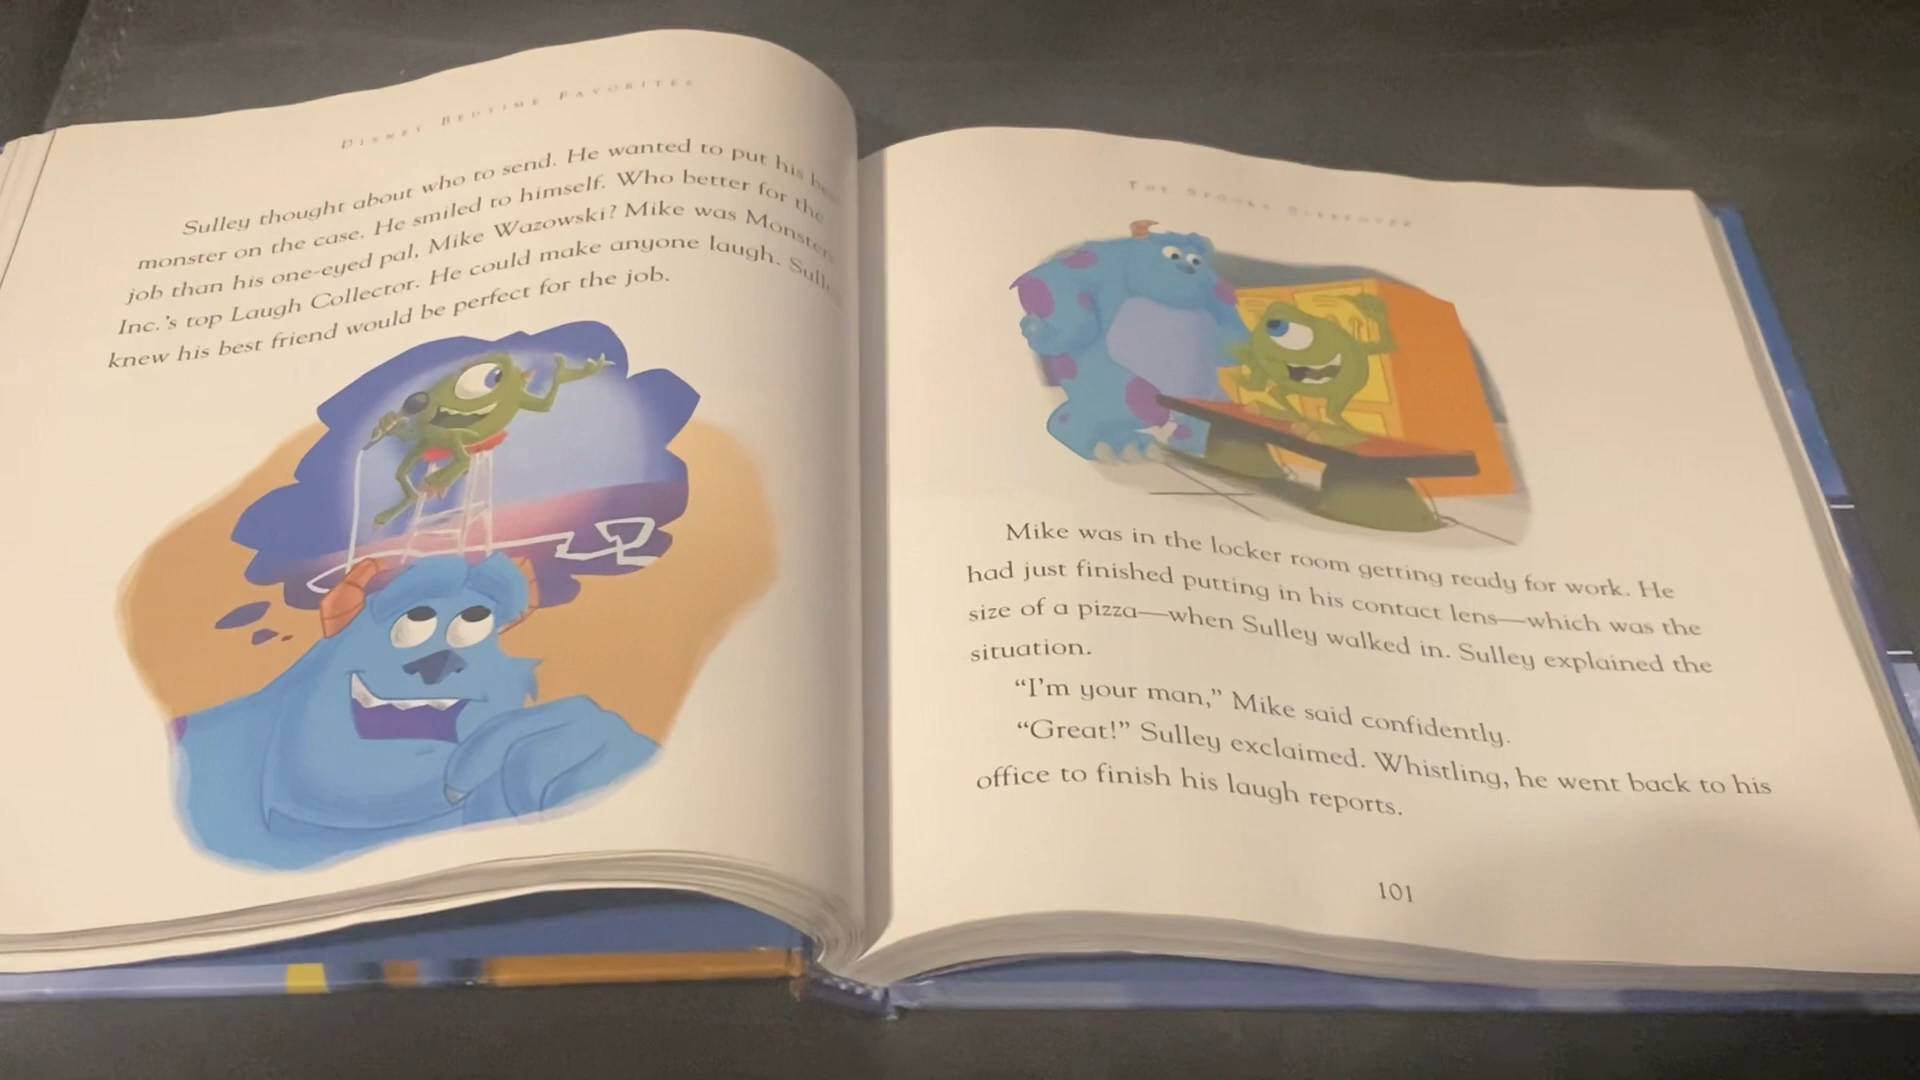 DISNEY BEDTIME FAVORITES
Sulley thought about who to send. He wanted to put his
monster on the case. He smiled to himself. Who better for the
job than his one-eyed pal, Mike Wazowski? Mike was Monsters,
Inc.'s top Laugh Collector. He could make anyone laugh.
knew his best friend would be perfect for the job.
THE SPOOKY SLEEPOVER
Mike was in the locker room getting ready for work. He
had just finished putting in his contact lens—which was the
size of a pizza—when Sulley walked in. Sulley explained the
situation.
“I'm your man,” Mike said confidently.
“Great!” Sulley exclaimed. Whistling, he went back to his
office to finish his laugh reports.
101